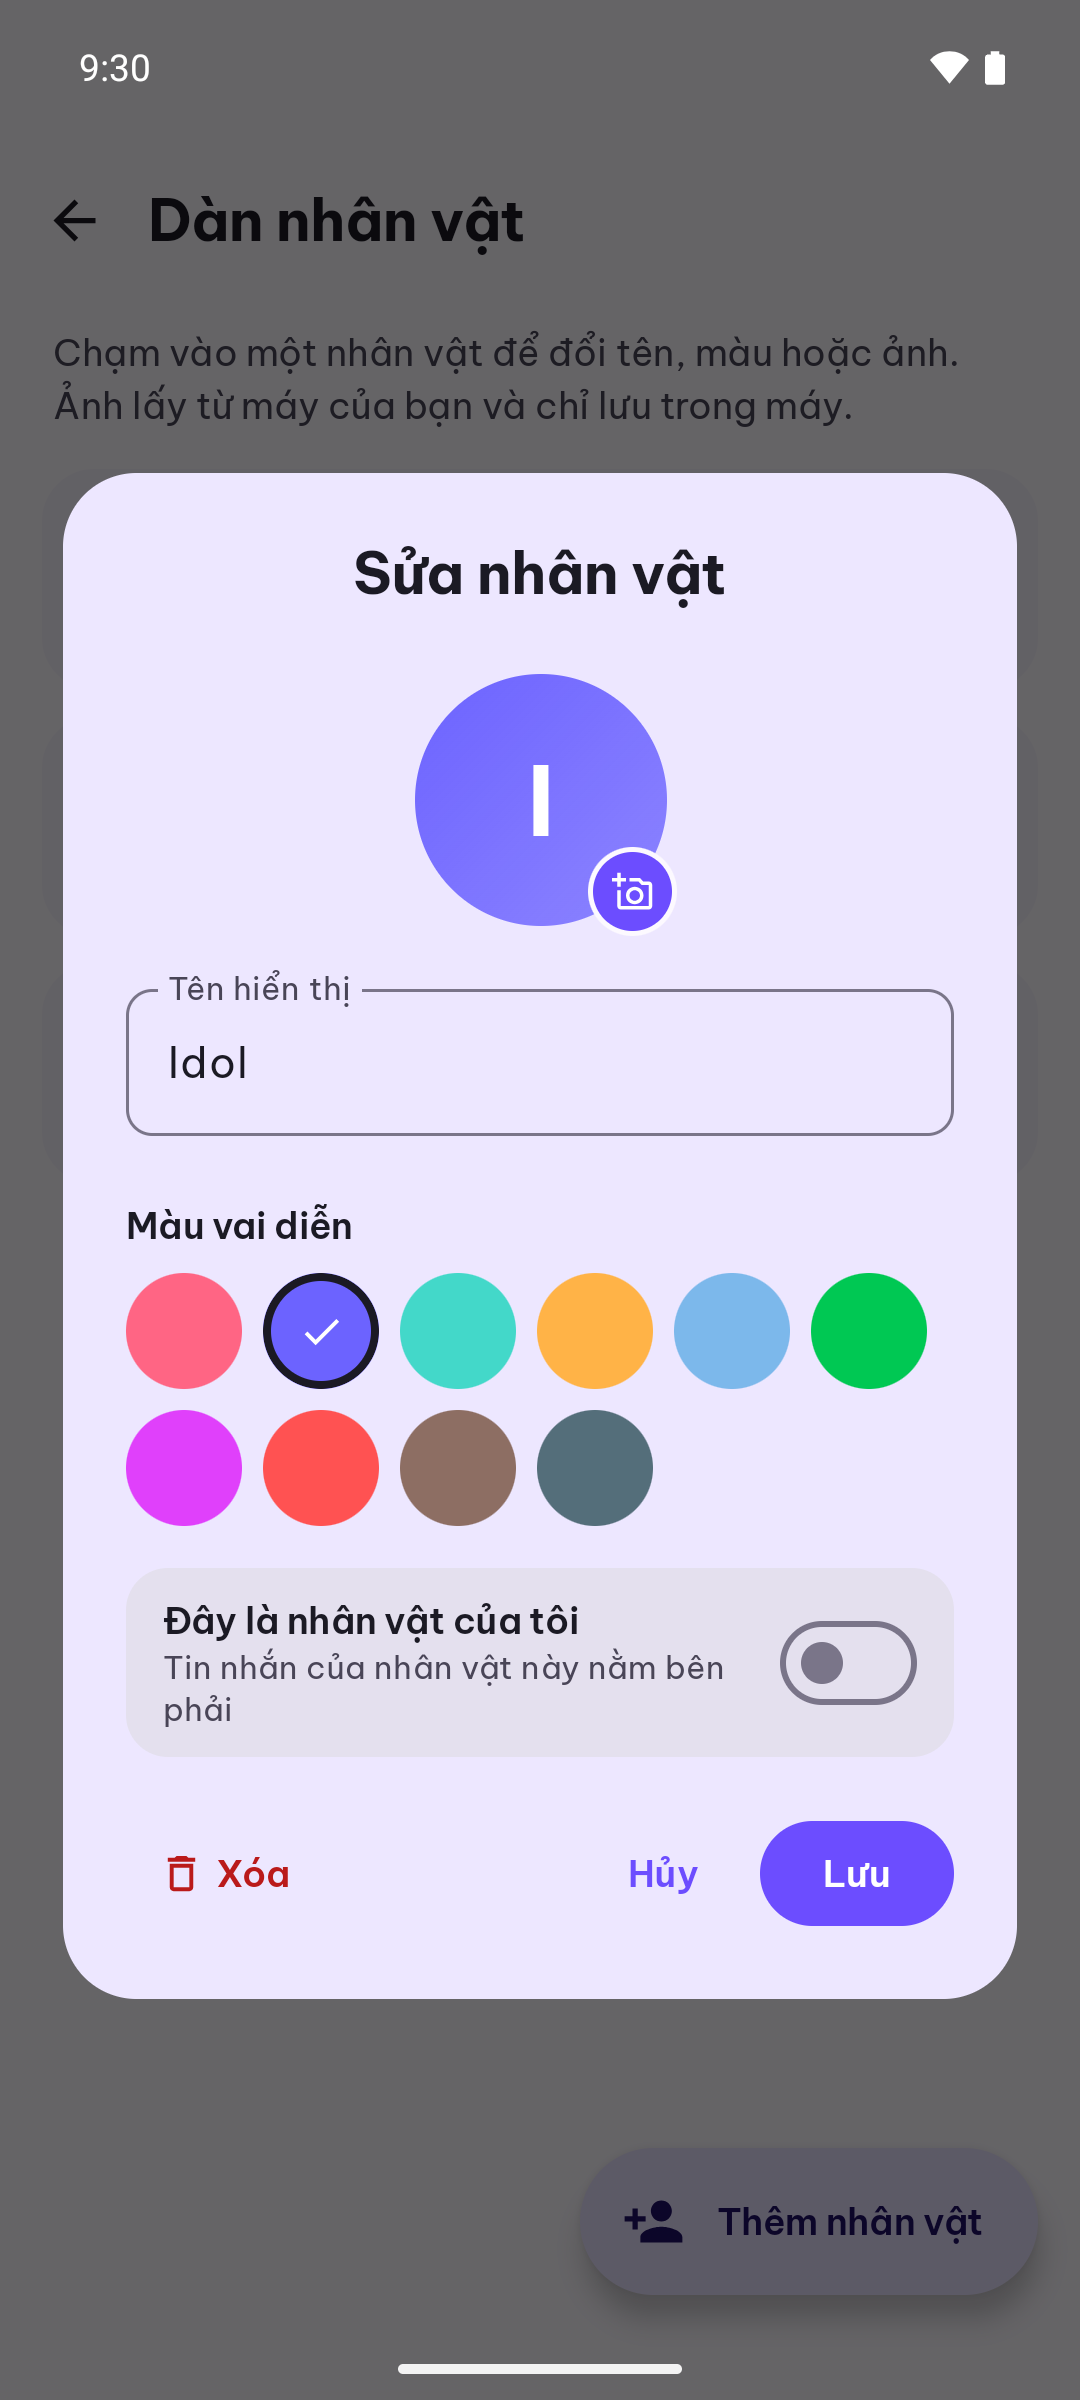 9:30
Dàn nhân vật
Chạm vào một nhân vật để đổi tên, màu hoặc ảnh.
Ảnh lấy từ máy của bạn và chỉ lưu trong máy.
Sửa nhân vật
I
Tên hiển thị
Idol
Màu vai diễn
Đây là nhân vật của tôi
Tin nhắn của nhân vật này nằm bên
phải
Xóa
Hủy
Lưu
Thêm nhân vật